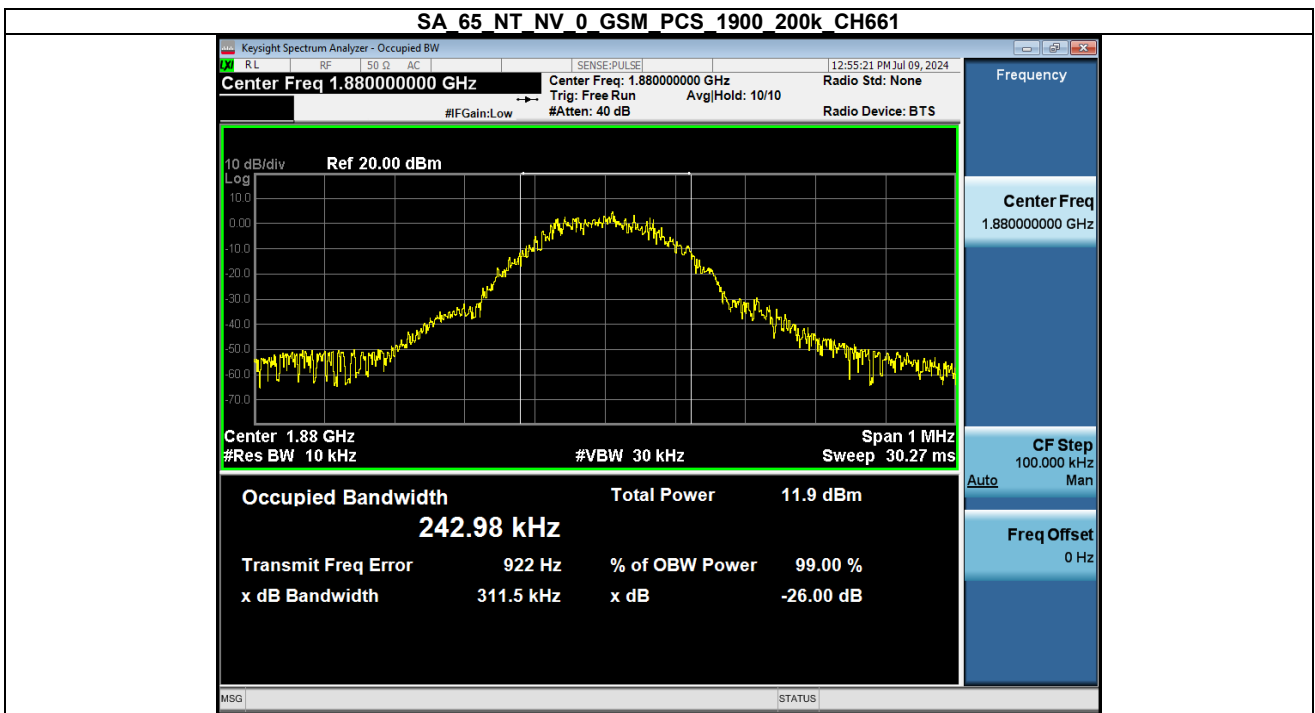 SA_65_NT_NV_0_GSM_PCS_1900_200k_CH661
Keysight Spectrum Analyzer - Occupied BW
LXI RL RF 50 Ω AC SENSE:PULSE 12:55:21 PM Jul 09, 2024
Center Freq 1.880000000 GHz
Center Freq: 1.880000000 GHz Radio Std: None
Trig: Free Run Avg|Hold: 10/10
#IFGain:Low #Atten: 40 dB Radio Device: BTS
Frequency
10 dB/div Ref 20.00 dBm
Log
10.0
0.00
-10.0
-20.0
-30.0
-40.0
-50.0
-60.0
-70.0
Center 1.88 GHz Span 1 MHz
#Res BW 10 kHz #VBW 30 kHz Sweep 30.27 ms
Center Freq
1.880000000 GHz
CF Step
100.000 kHz
Auto Man
Freq Offset
0 Hz
Occupied Bandwidth Total Power 11.9 dBm
242.98 kHz
Transmit Freq Error 922 Hz % of OBW Power 99.00 %
x dB Bandwidth 311.5 kHz x dB -26.00 dB
MSG STATUS